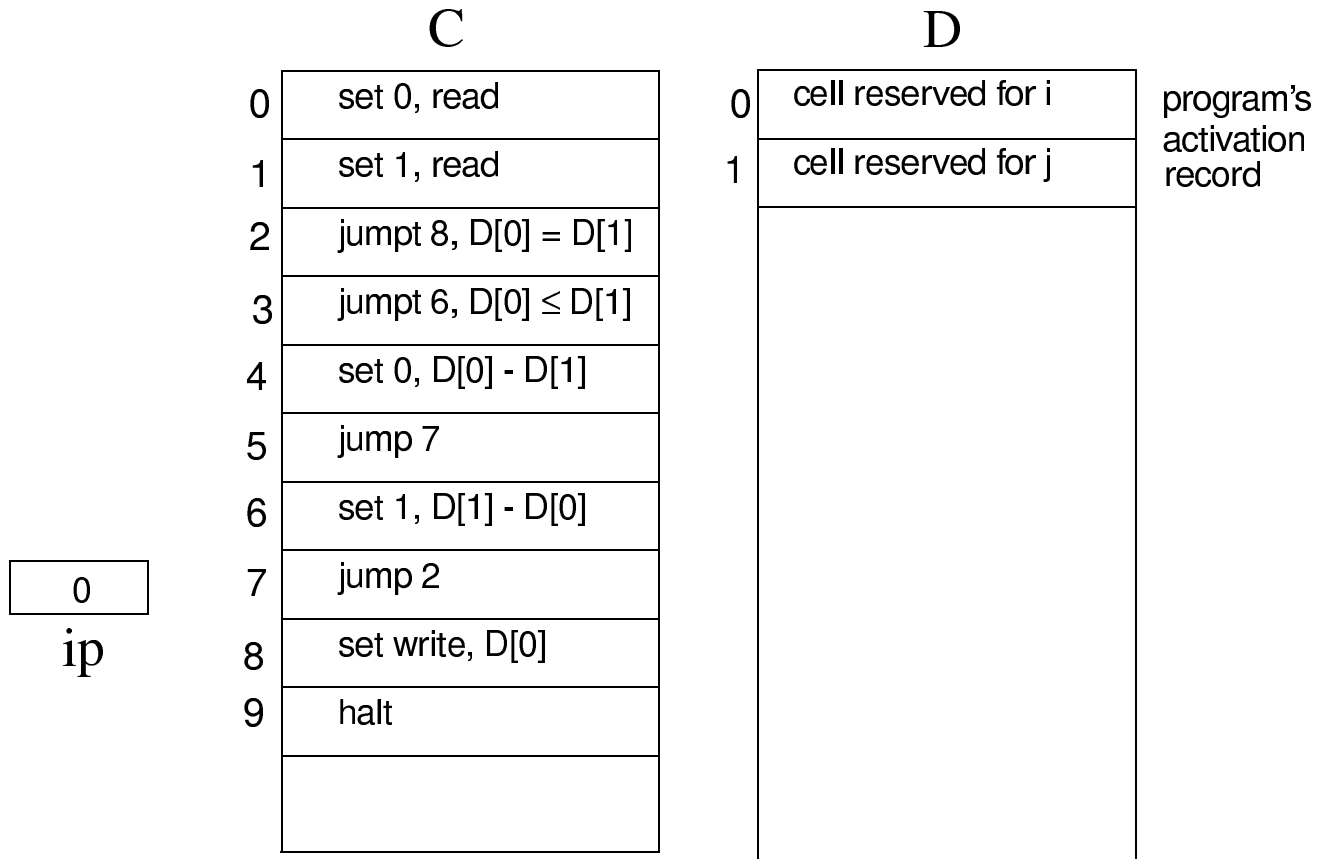 C
D
0 set 0, read
1 set 1, read
2 jumpt 8, D[0] = D[1]
3 jumpt 6, D[0] ≤ D[1]
4 set 0, D[0] - D[1]
5 jump 7
6 set 1, D[1] - D[0]
7 jump 2
8 set write, D[0]
9 halt
0 cell reserved for i
1 cell reserved for j
program's
activation
record
0
ip